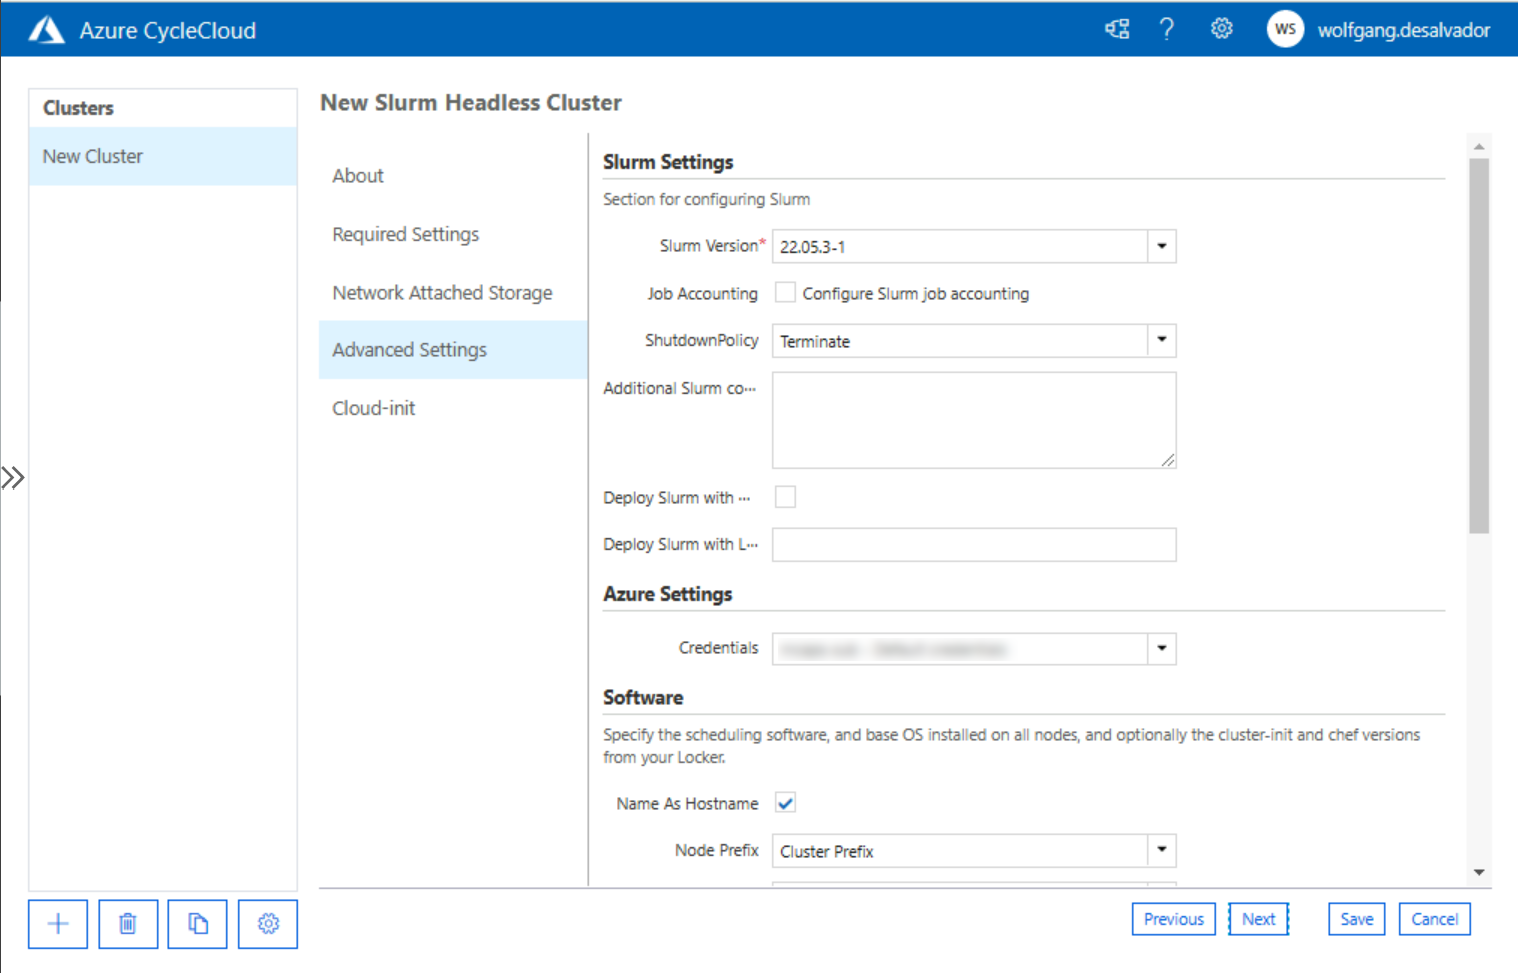 Azure CycleCloud
? WS wolfgang.desalvador
Clusters
New Cluster
New Slurm Headless Cluster
About
Required Settings
Network Attached Storage
Advanced Settings
Cloud-init
Slurm Settings
Section for configuring Slurm
Slurm Version* 22.05.3-1
Job Accounting Configure Slurm job accounting
ShutdownPolicy Terminate
Additional Slurm co···
Deploy Slurm with ···
Deploy Slurm with L···
Azure Settings
Credentials
Software
Specify the scheduling software, and base OS installed on all nodes, and optionally the cluster-init and chef versions
from your Locker.
Name As Hostname
Node Prefix Cluster Prefix
Previous Next Save Cancel